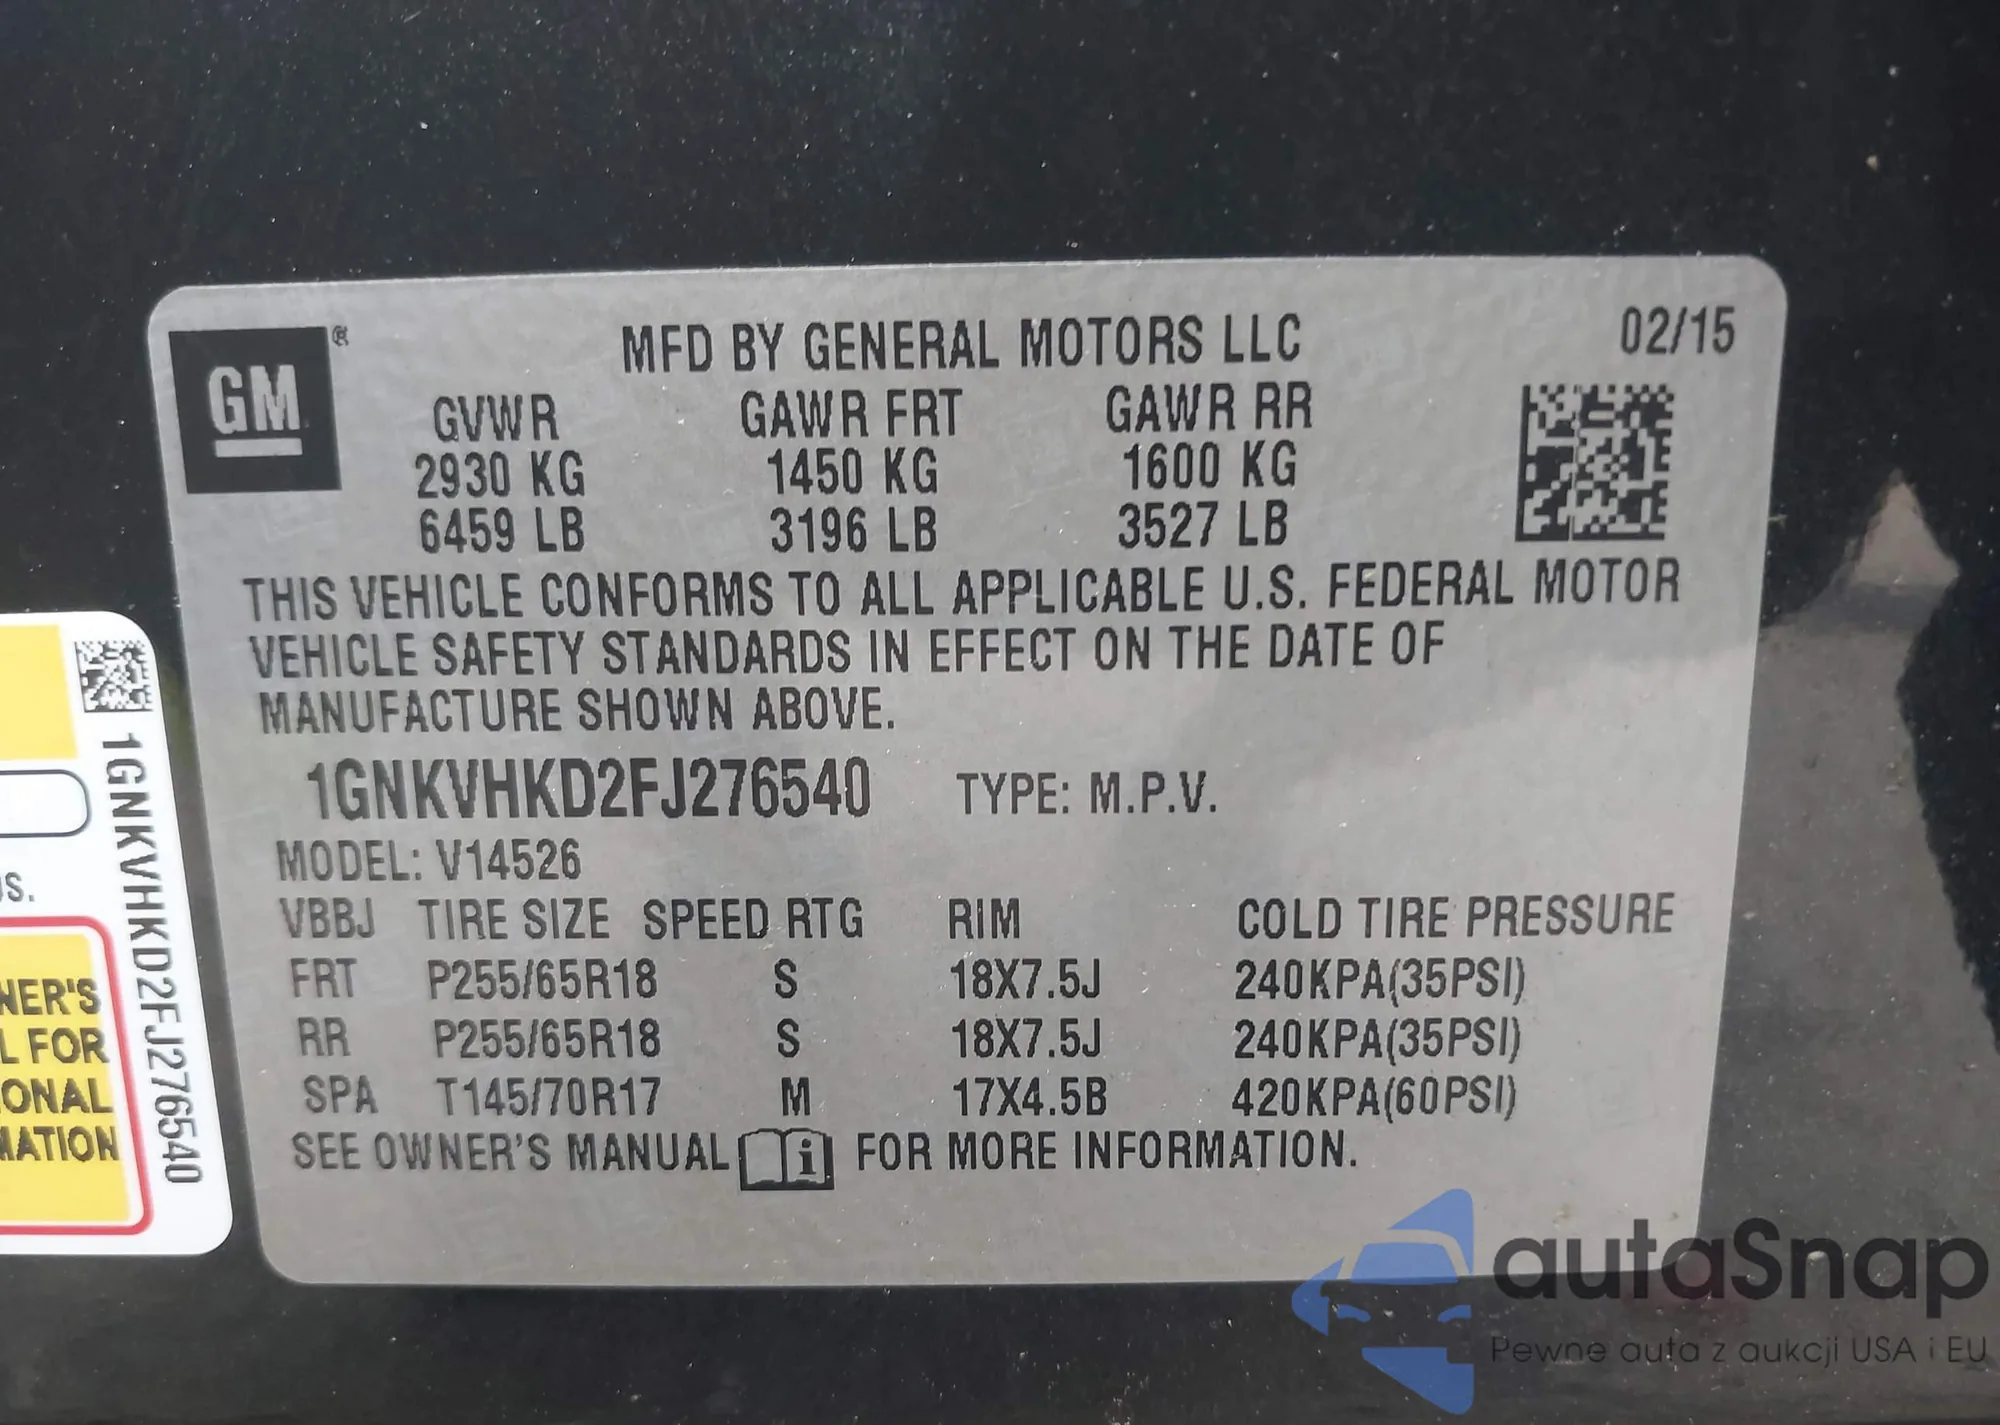 GM ®
MFD BY GENERAL MOTORS LLC 02/15
GVWR GAWR FRT GAWR RR
2930 KG 1450 KG 1600 KG
6459 LB 3196 LB 3527 LB
THIS VEHICLE CONFORMS TO ALL APPLICABLE U.S. FEDERAL MOTOR
VEHICLE SAFETY STANDARDS IN EFFECT ON THE DATE OF
MANUFACTURE SHOWN ABOVE.
1GNKVHKD2FJ276540 TYPE: M.P.V.
MODEL: V14526
VBBJ TIRE SIZE SPEED RTG RIM COLD TIRE PRESSURE
FRT P255/65R18 S 18X7.5J 240KPA(35PSI)
RR P255/65R18 S 18X7.5J 240KPA(35PSI)
SPA T145/70R17 M 17X4.5B 420KPA(60PSI)
SEE OWNER'S MANUAL i FOR MORE INFORMATION.
1GNKVHKD2FJ276540
NER'S
L FOR
ONAL
MATION
autaSnap
Pewne auta z aukcji USA i EU